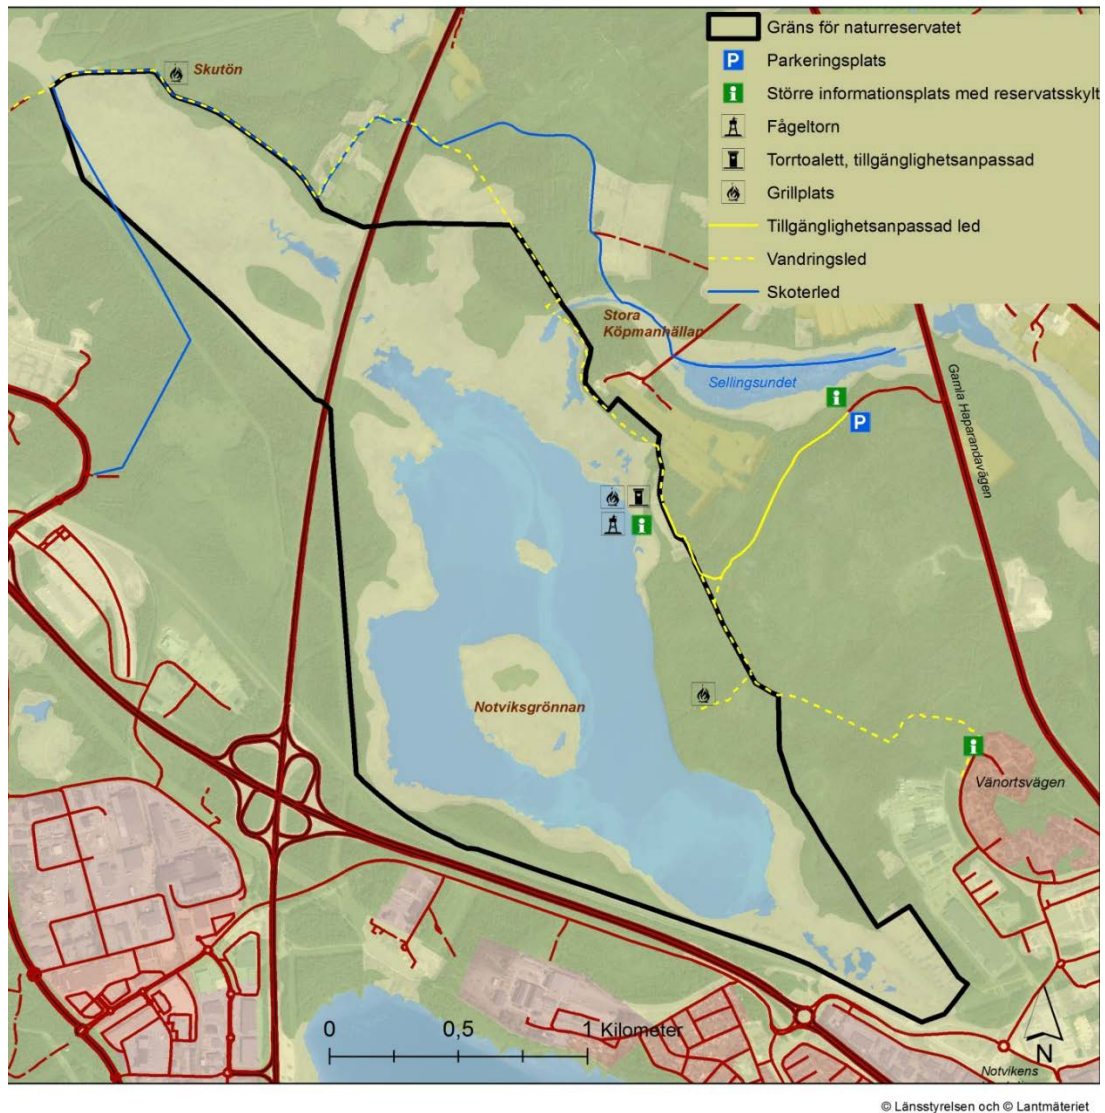 Gräns för naturreservatet
P
Parkeringsplats
i
Större informationsplats med reservatsskylt
Fågeltorn
Torrtoalett, tillgänglighetsanpassad
Grillplats
Tillgänglighetsanpassad led
Vandringsled
Skoterled
Skutön
Stora
Köpmanhällan
Sellingsundet
i
P
Gamla Haparandavägen
i
Notviksgrönnan
i
Vänortsvägen
0 0,5 1 Kilometer
N
Notvikens
© Länsstyrelsen och © Lantmäteriet